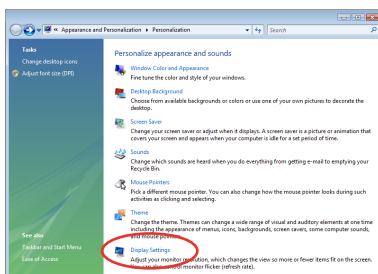 « Appearance and Personalization ▸ Personalization
Search
Tasks
Change desktop icons
Adjust font size (DPI)
See also
Taskbar and Start Menu
Ease of Access
Personalize appearance and sounds
Window Color and Appearance
Fine tune the color and style of your windows.
Desktop Background
Choose from available backgrounds or colors or use one of your own pictures to decorate the
desktop.
Screen Saver
Change your screen saver or adjust when it displays. A screen saver is a picture or animation that
covers your screen and appears when your computer is idle for a set period of time.
Sounds
Change which sounds are heard when you do everything from getting e-mail to emptying your
Recycle Bin.
Mouse Pointers
Pick a different mouse pointer. You can also change how the mouse pointer looks during such
activities as clicking and selecting.
Theme
Change the theme. Themes can change a wide range of visual and auditory elements at one time
including the appearance of menus, icons, backgrounds, screen savers, some computer sounds,
and mouse pointers.
Display Settings
Adjust your monitor resolution, which changes the view so more or fewer items fit on the screen.
You can also control monitor flicker (refresh rate).